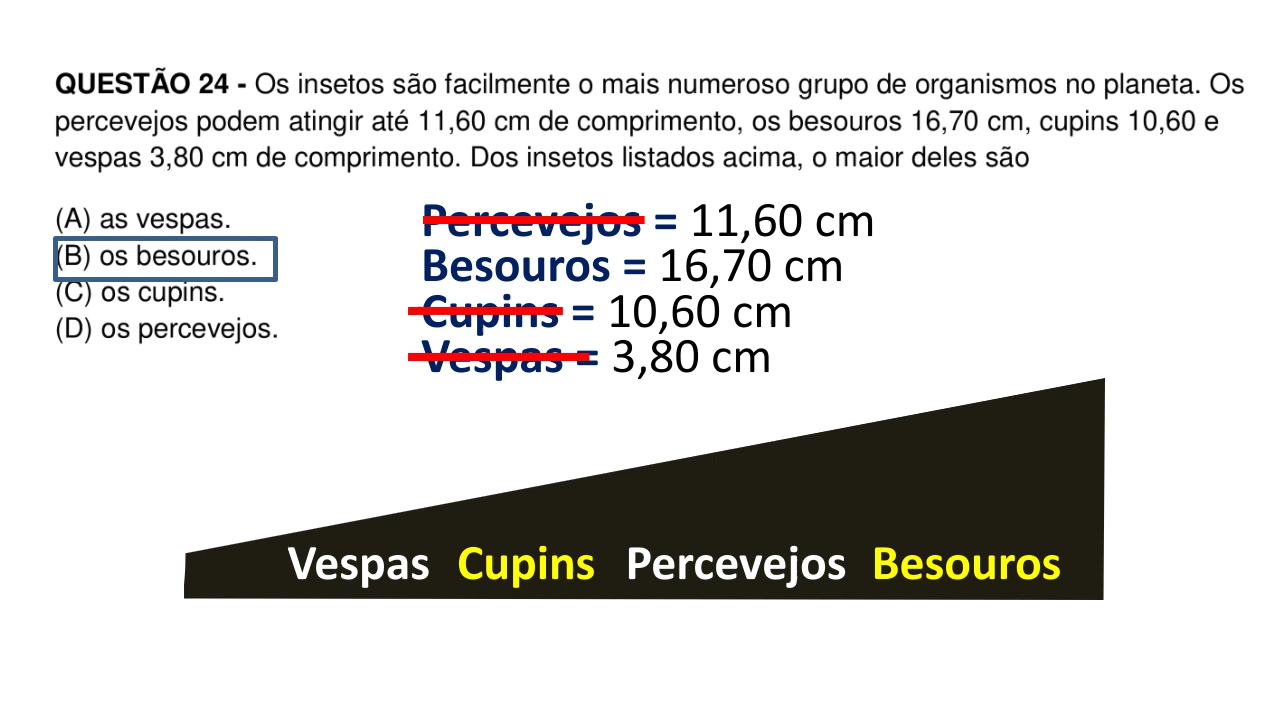 QUESTÃO 24 - Os insetos são facilmente o mais numeroso grupo de organismos no planeta. Os
percevejos podem atingir até 11,60 cm de comprimento, os besouros 16,70 cm, cupins 10,60 e
vespas 3,80 cm de comprimento. Dos insetos listados acima, o maior deles são
(A) as vespas.
(B) os besouros.
(C) os cupins.
(D) os percevejos.
Percevejos = 11,60 cm
Besouros = 16,70 cm
Cupins = 10,60 cm
Vespas = 3,80 cm
Vespas Cupins Percevejos Besouros